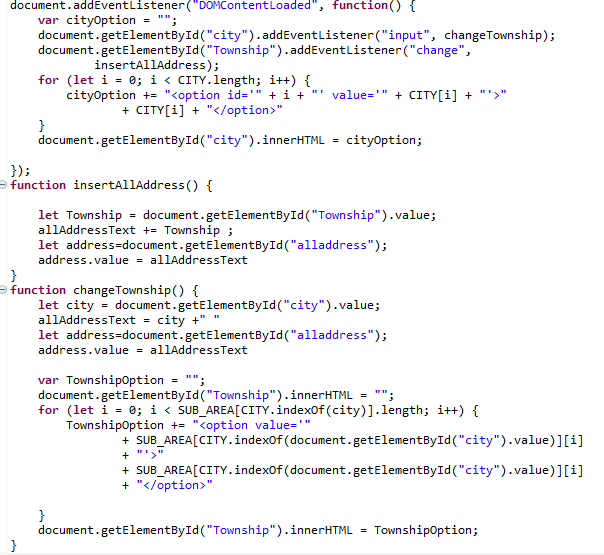 document.addEventListener("DOMContentLoaded", function() {
    var cityOption = "";
    document.getElementById("city").addEventListener("input", changeTownship);
    document.getElementById("Township").addEventListener("change",
            insertAllAddress);
    for (let i = 0; i < CITY.length; i++) {
        cityOption += "<option id='" + i + "' value='" + CITY[i] + "'>"
                + CITY[i] + "</option>"
    }
    document.getElementById("city").innerHTML = cityOption;

});
function insertAllAddress() {

    let Township = document.getElementById("Township").value;
    allAddressText += Township ;
    let address=document.getElementById("alladdress");
    address.value = allAddressText
}
function changeTownship() {
    let city = document.getElementById("city").value;
    allAddressText = city +" "
    let address=document.getElementById("alladdress");
    address.value = allAddressText

    var TownshipOption = "";
    document.getElementById("Township").innerHTML = "";
    for (let i = 0; i < SUB_AREA[CITY.indexOf(city)].length; i++) {
        TownshipOption += "<option value='"
                + SUB_AREA[CITY.indexOf(document.getElementById("city").value)][i]
                + "'>"
                + SUB_AREA[CITY.indexOf(document.getElementById("city").value)][i]
                + "</option>"

    }
    document.getElementById("Township").innerHTML = TownshipOption;
}